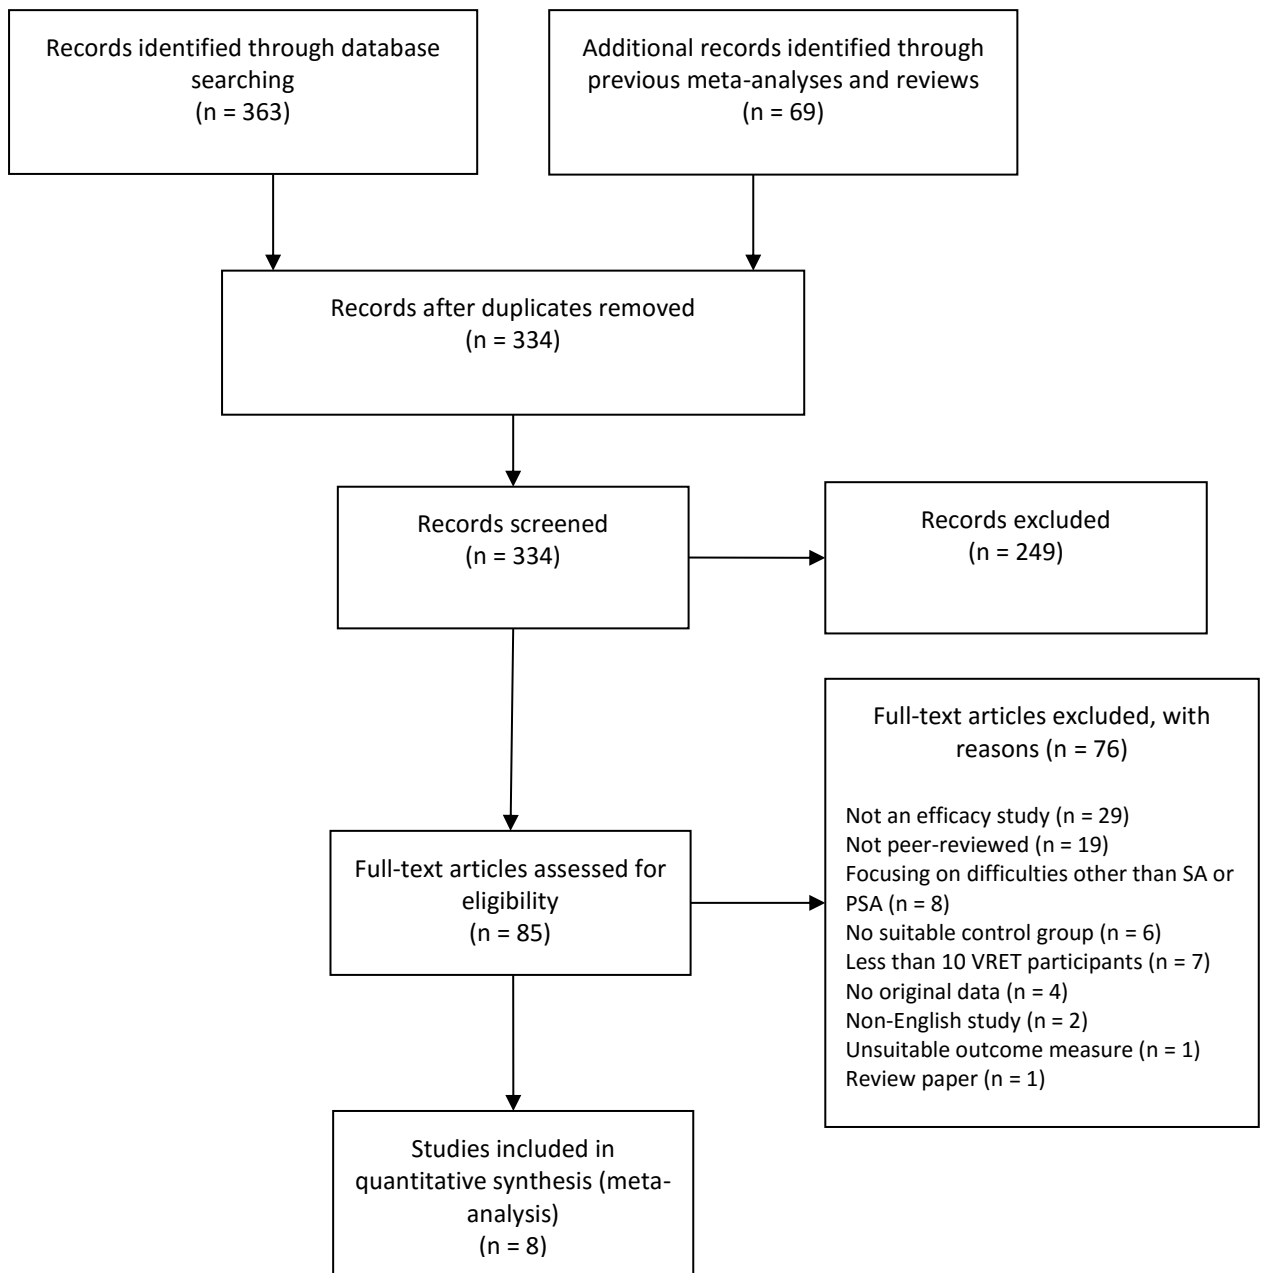 Records identified through database
searching
(n = 363)
Additional records identified through
previous meta-analyses and reviews
(n = 69)
Records after duplicates removed
(n = 334)
Records screened
(n = 334)
Records excluded
(n = 249)
Full-text articles assessed for
eligibility
(n = 85)
Full-text articles excluded, with
reasons (n = 76)
Not an efficacy study (n = 29)
Not peer-reviewed (n = 19)
Focusing on difficulties other than SA or
PSA (n = 8)
No suitable control group (n = 6)
Less than 10 VRET participants (n = 7)
No original data (n = 4)
Non-English study (n = 2)
Unsuitable outcome measure (n = 1)
Review paper (n = 1)
Studies included in
quantitative synthesis (meta-
analysis)
(n = 8)